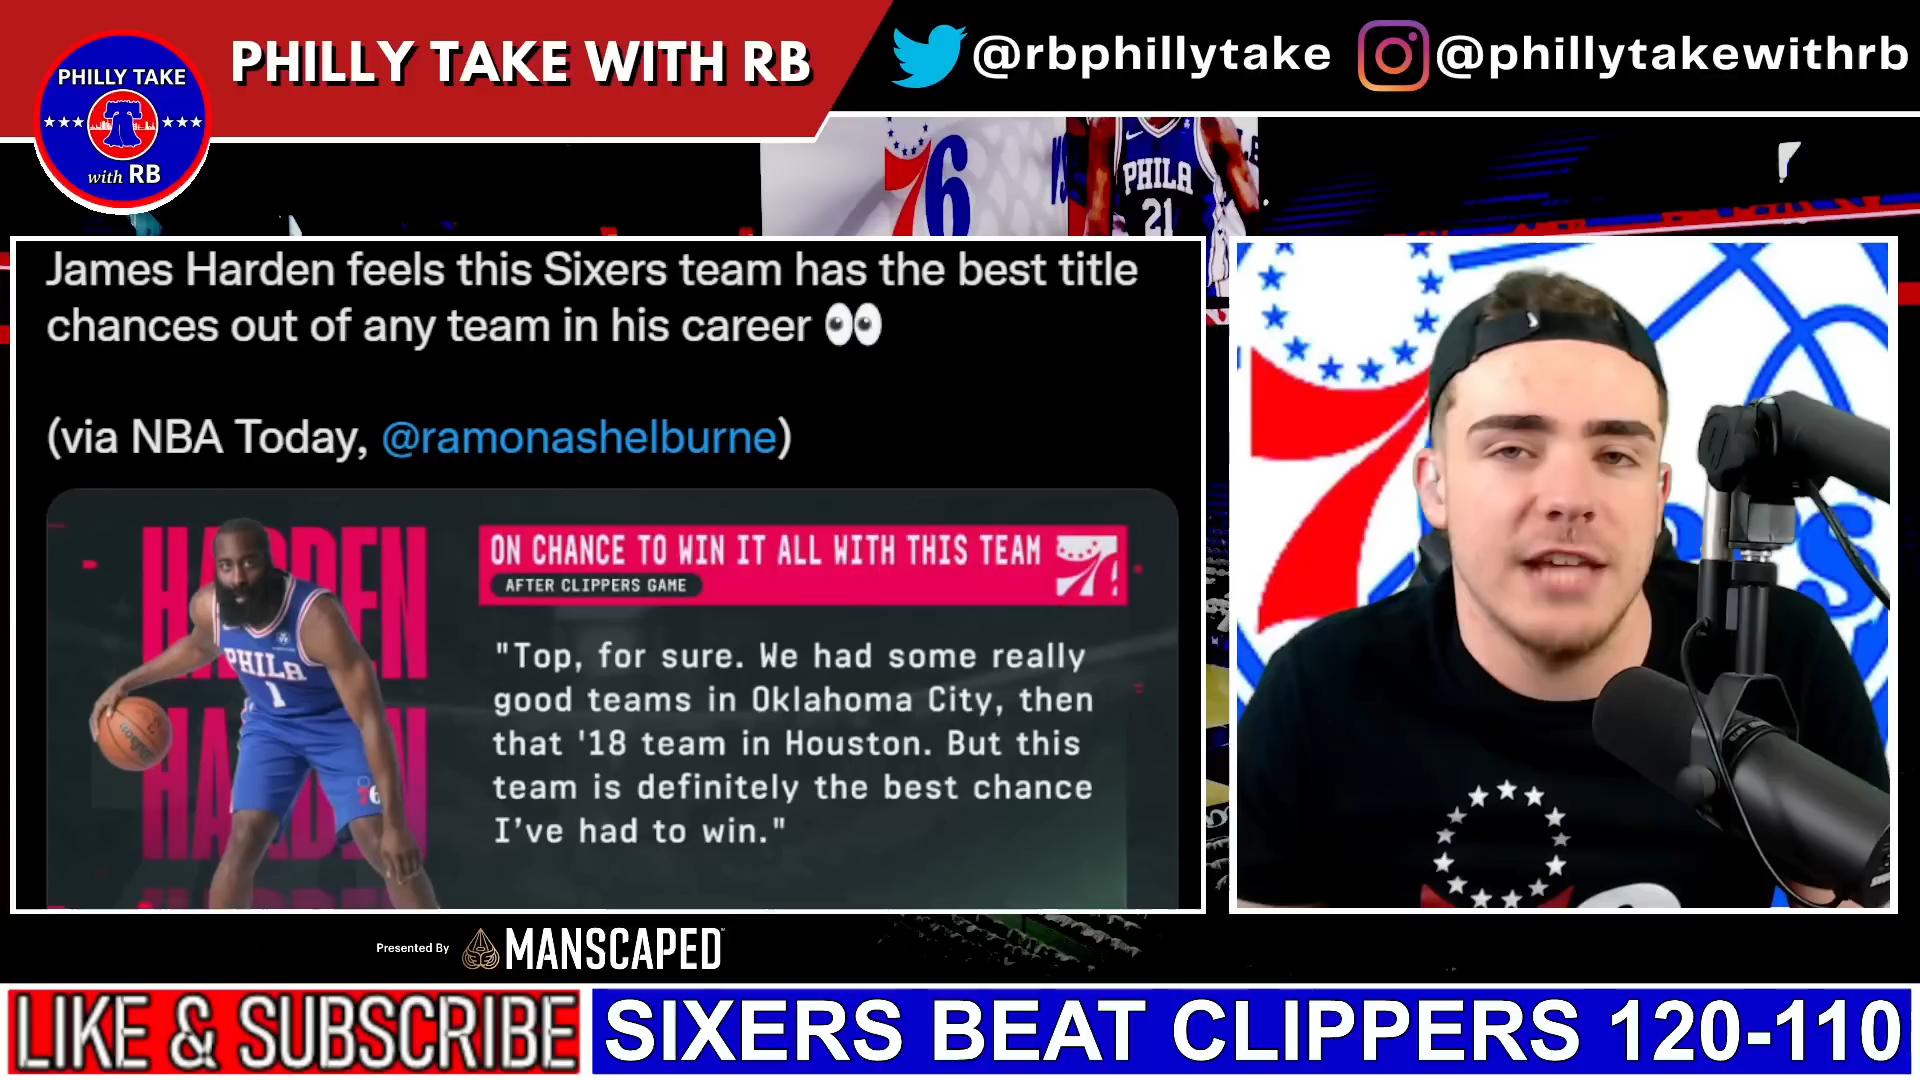 PHILLY TAKE
with RB
PHILLY TAKE WITH RB
@rbphillytake
@phillytakewithrb
76
PHILA
21
James Harden feels this Sixers team has the best title
chances out of any team in his career 👀
(via NBA Today, @ramonashelburne)
HARDEN
HARDEN
PHILA
1
ON CHANCE TO WIN IT ALL WITH THIS TEAM
AFTER CLIPPERS GAME
"Top, for sure. We had some really
good teams in Oklahoma City, then
that '18 team in Houston. But this
team is definitely the best chance
I've had to win."
Presented By
MANSCAPED
LIKE & SUBSCRIBE
SIXERS BEAT CLIPPERS 120-110